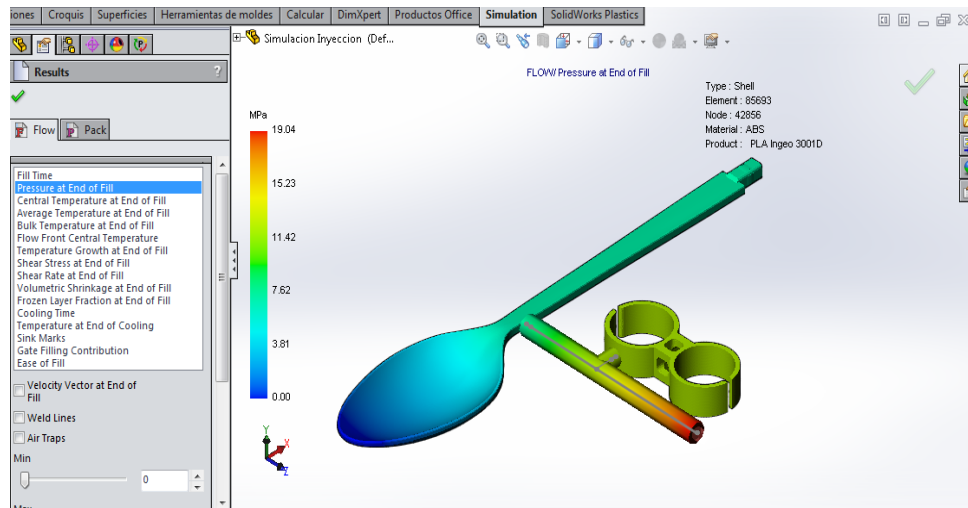 iones Croquis Superficies Herramientas de moldes Calcular DimXpert Productos Office Simulation SolidWorks Plastics
Simulacion Inyeccion (Def...
Results ?
Flow Pack
Fill Time
Pressure at End of Fill
Central Temperature at End of Fill
Average Temperature at End of Fill
Bulk Temperature at End of Fill
Flow Front Central Temperature
Temperature Growth at End of Fill
Shear Stress at End of Fill
Shear Rate at End of Fill
Volumetric Shrinkage at End of Fill
Frozen Layer Fraction at End of Fill
Cooling Time
Temperature at End of Cooling
Sink Marks
Gate Filling Contribution
Ease of Fill
Velocity Vector at End of
Fill
Weld Lines
Air Traps
Min
0
FLOW/ Pressure at End of Fill
Type : Shell
Element : 85693
Node : 42856
Material : ABS
Product : PLA Ingeo 3001D
MPa
19.04
15.23
11.42
7.62
3.81
0.00
Y
X
Z